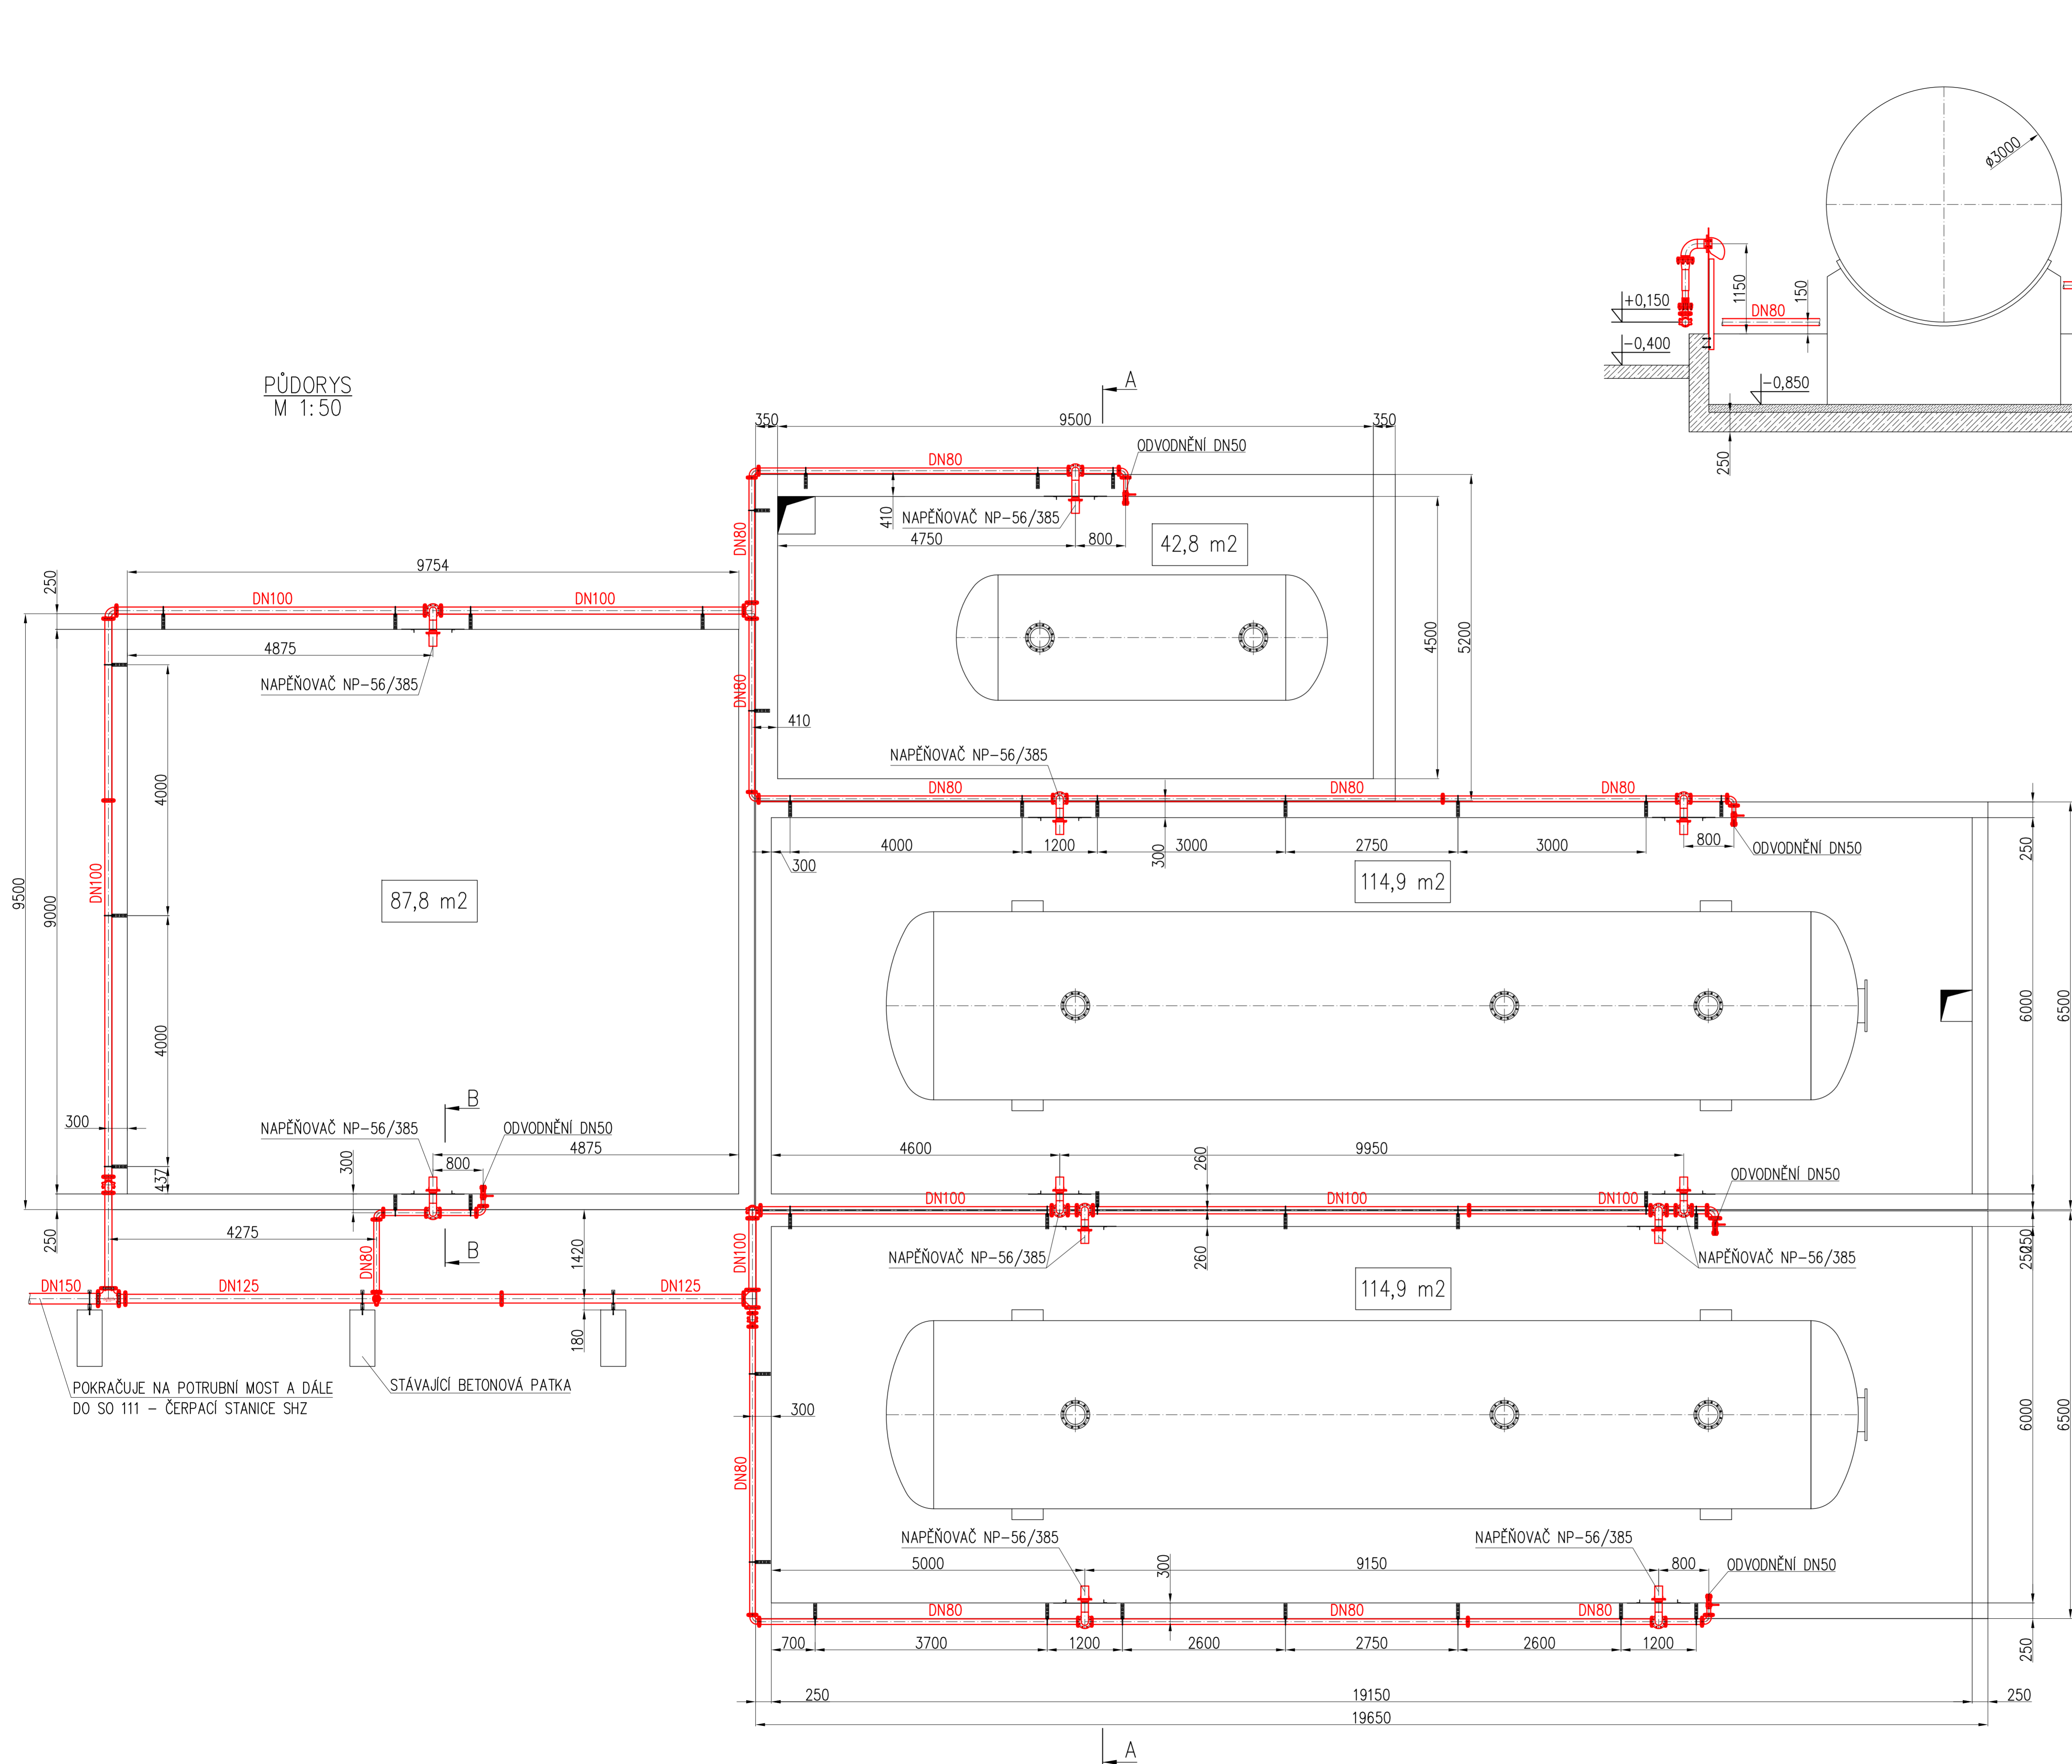 ø3000
1150
150
+0,150
DN80
-0,400
-0,850
250
PŮDORYS
M 1:50
A
350
9500
350
ODVODNĚNÍ DN50
DN80
410
NAPĚŇOVAČ NP-56/385
4750
800
42,8 m2
DN80
9754
250
DN100
DN100
4875
NAPĚŇOVAČ NP-56/385
4500
5200
DN80
410
NAPĚŇOVAČ NP-56/385
DN80
DN80
DN80
4000
4000
1200
3000
300
2750
3000
800
ODVODNĚNÍ DN50
300
250
DN100
9500
9000
87,8 m2
114,9 m2
4000
6000
6500
B
300
NAPĚŇOVAČ NP-56/385
ODVODNĚNÍ DN50
4875
800
300
437
4600
9950
260
ODVODNĚNÍ DN50
DN100
DN100
DN100
250
4275
DN80
B
1420
DN100
NAPĚŇOVAČ NP-56/385
260
NAPĚŇOVAČ NP-56/385
250
250
DN150
DN125
DN125
114,9 m2
180
POKRAČUJE NA POTRUBNÍ MOST A DÁLE
DO SO 111 – ČERPACÍ STANICE SHZ
STÁVAJÍCÍ BETONOVÁ PATKA
300
6000
6500
DN80
NAPĚŇOVAČ NP-56/385
NAPĚŇOVAČ NP-56/385
5000
300
9150
800
ODVODNĚNÍ DN50
DN80
DN80
DN80
700
3700
1200
2600
2750
2600
1200
250
250
19150
250
19650
A